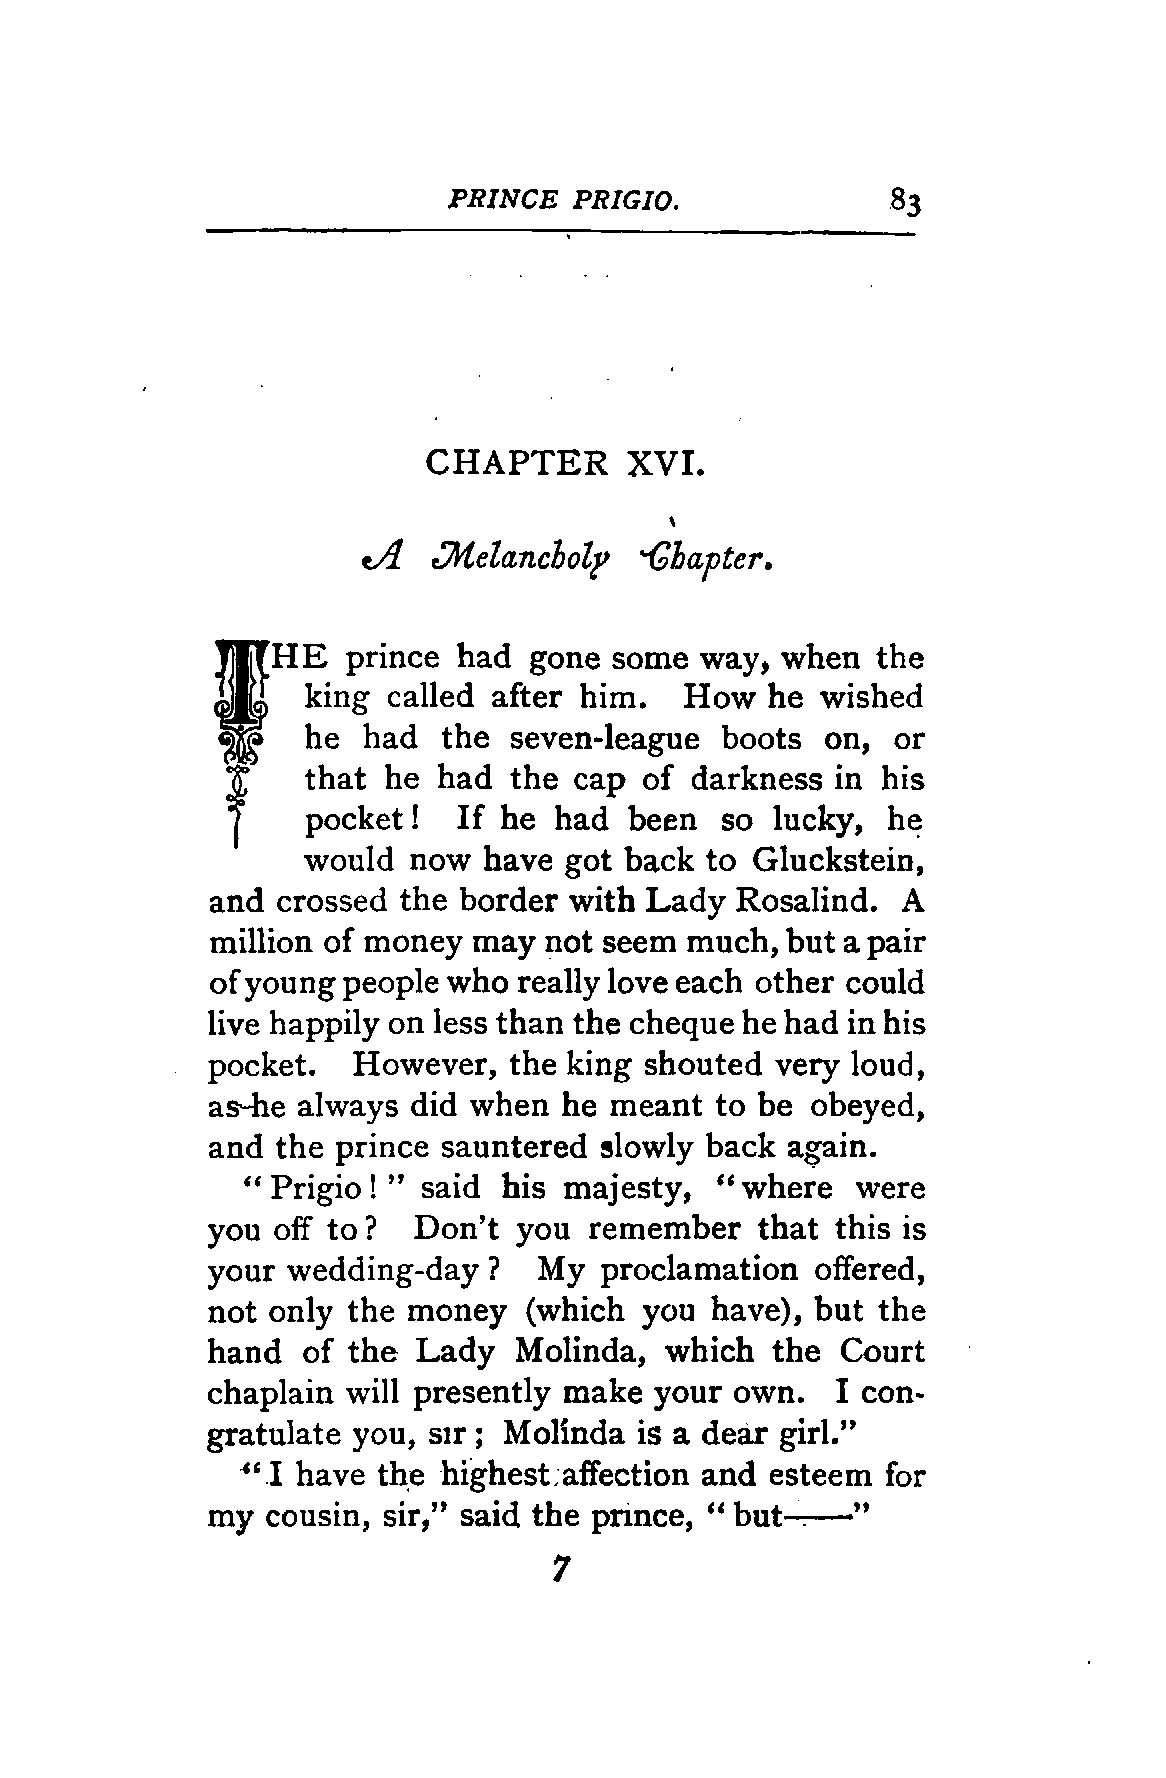 PRINCE PRIGIO. 83
CHAPTER XVI.
A Melancholy Chapter.
THE prince had gone some way, when the
king called after him. How he wished
he had the seven-league boots on, or
that he had the cap of darkness in his
pocket! If he had been so lucky, he
would now have got back to Gluckstein,
and crossed the border with Lady Rosalind. A
million of money may not seem much, but a pair
of young people who really love each other could
live happily on less than the cheque he had in his
pocket. However, the king shouted very loud,
as he always did when he meant to be obeyed,
and the prince sauntered slowly back again.
"Prigio!" said his majesty, "where were
you off to? Don't you remember that this is
your wedding-day? My proclamation offered,
not only the money (which you have), but the
hand of the Lady Molinda, which the Court
chaplain will presently make your own. I con-
gratulate you, sir; Molinda is a dear girl."
"I have the highest affection and esteem for
my cousin, sir," said the prince, "but——"
7